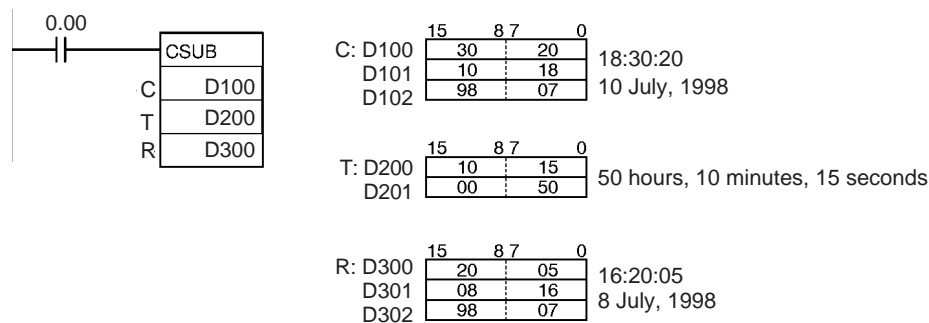 0.00
CSUB
C D100
T D200
R D300
15 8 7 0
C: D100 30 20 18:30:20
D101 10 18
D102 98 07 10 July, 1998
15 8 7 0
T: D200 10 15
D201 00 50 50 hours, 10 minutes, 15 seconds
15 8 7 0
R: D300 20 05 16:20:05
D301 08 16
D302 98 07 8 July, 1998